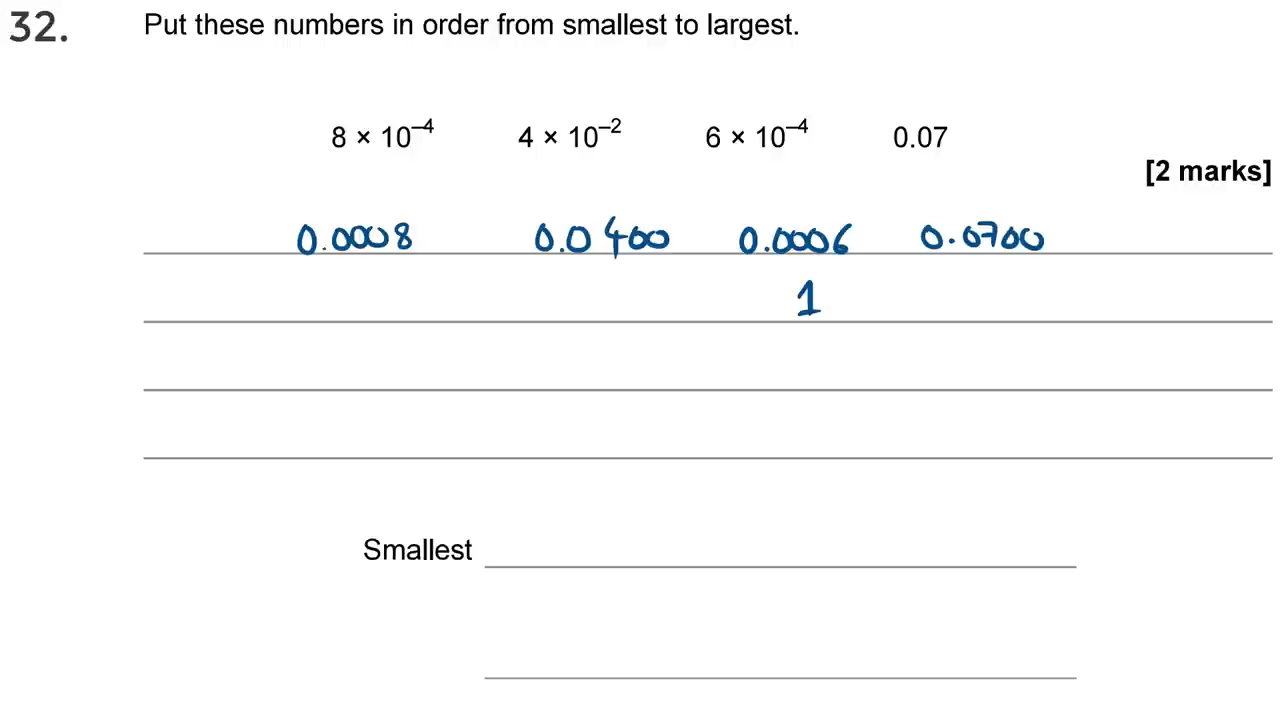 32. Put these numbers in order from smallest to largest.
8 × 10⁻⁴ 4 × 10⁻² 6 × 10⁻⁴ 0.07
[2 marks]
0.0008 0.0400 0.0006 0.0700
1
Smallest